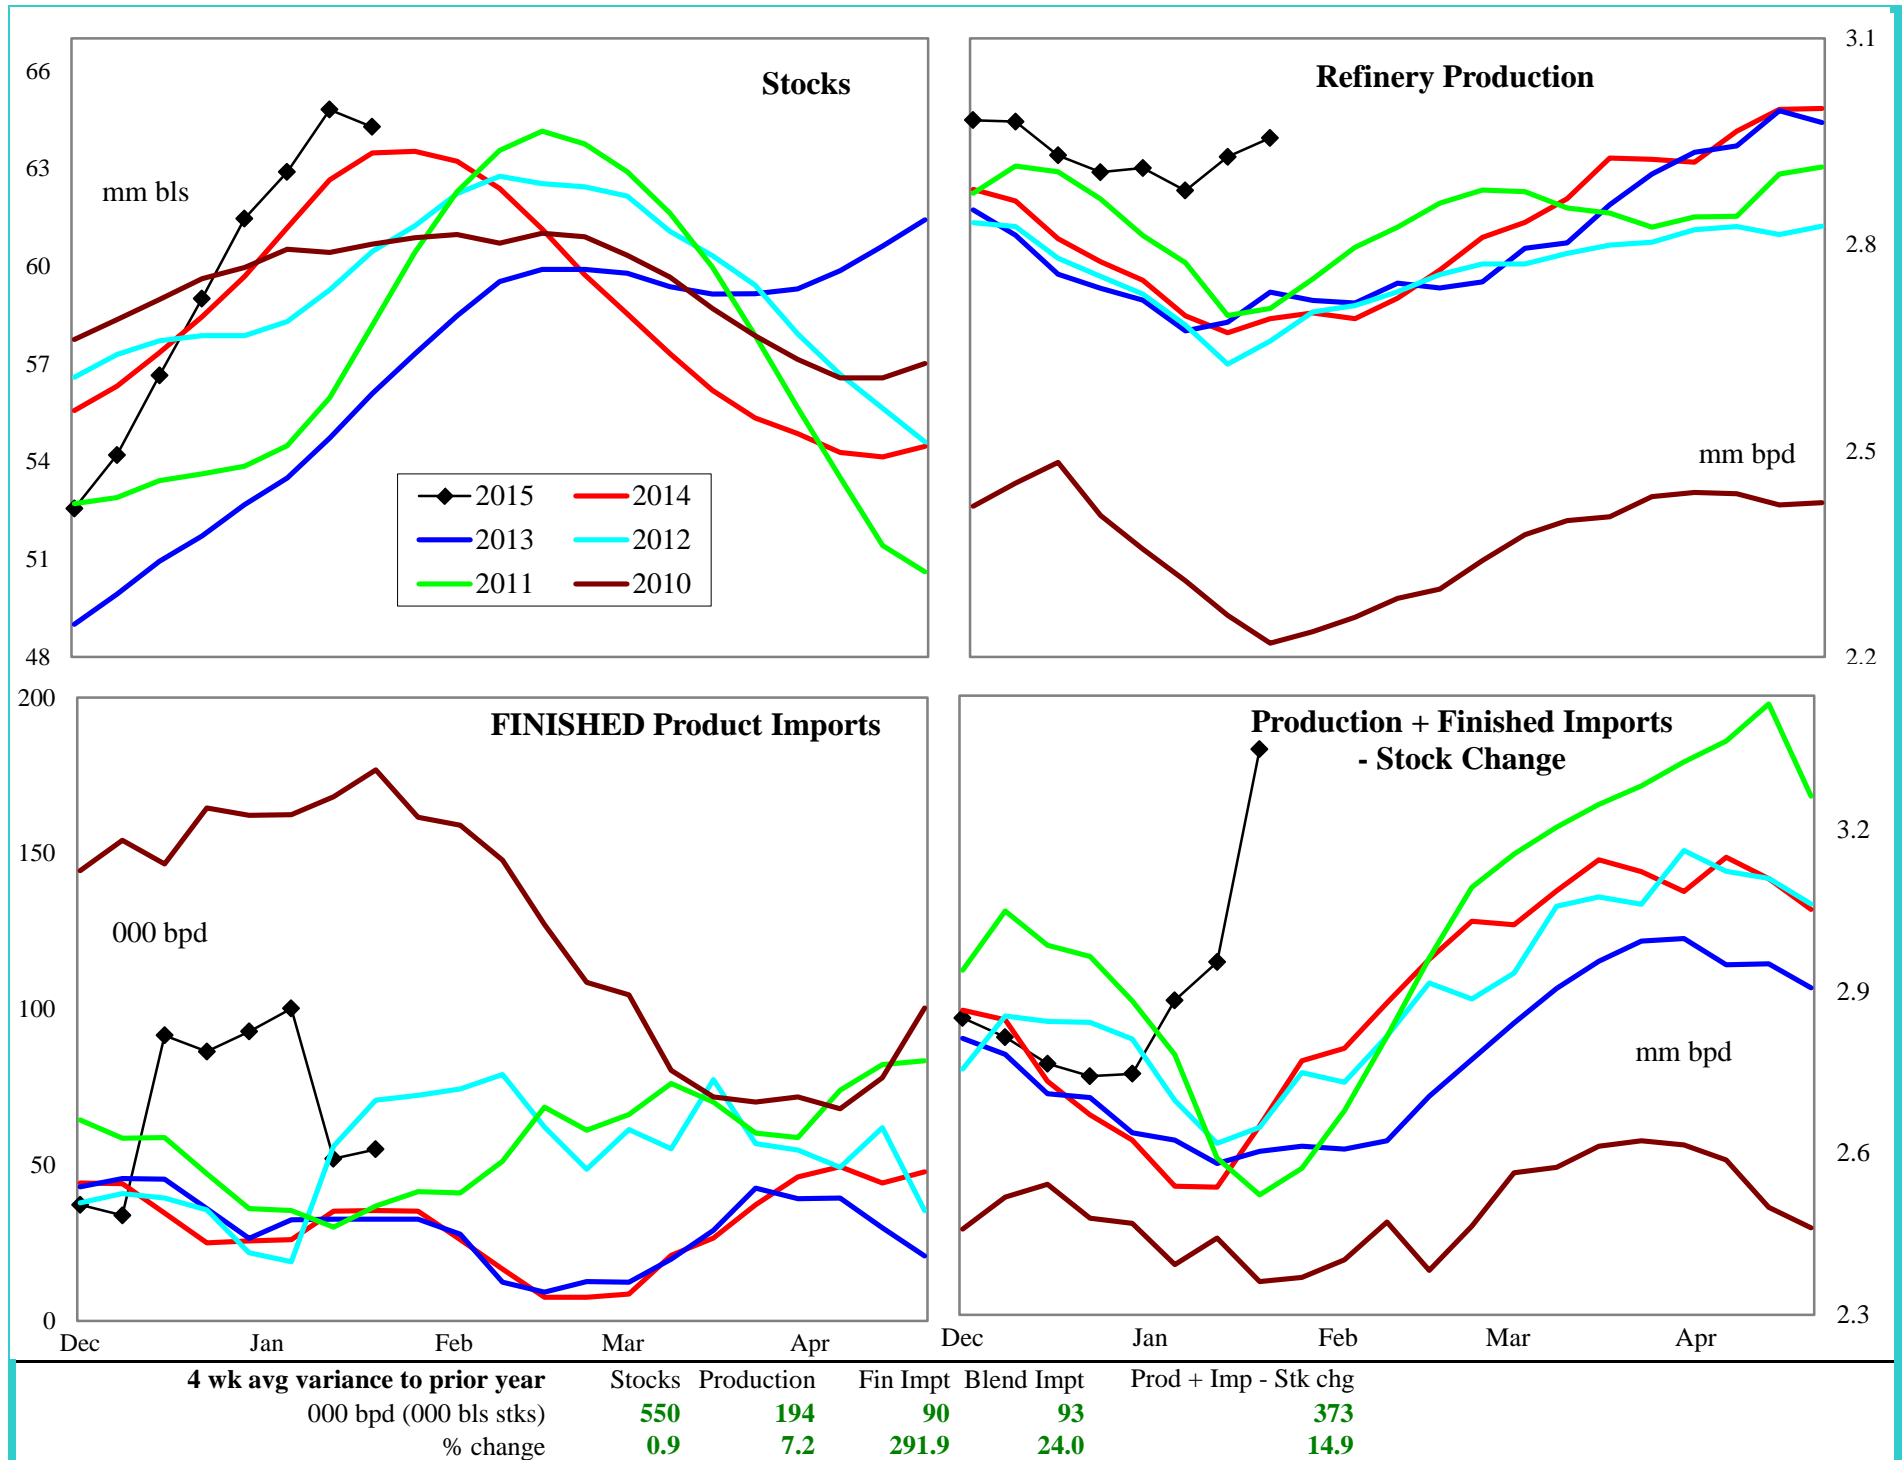 Stocks
mm bls
66
63
60
57
54
51
48
2015
2014
2013
2012
2011
2010
Refinery Production
mm bpd
3.1
2.8
2.5
2.2
FINISHED Product Imports
000 bpd
200
150
100
50
0
Dec Jan Feb Mar Apr
Production + Finished Imports
- Stock Change
mm bpd
3.2
2.9
2.6
2.3
Dec Jan Feb Mar Apr
4 wk avg variance to prior year Stocks Production Fin Impt Blend Impt Prod + Imp - Stk chg
000 bpd (000 bls stks) 550 194 90 93 373
% change 0.9 7.2 291.9 24.0 14.9